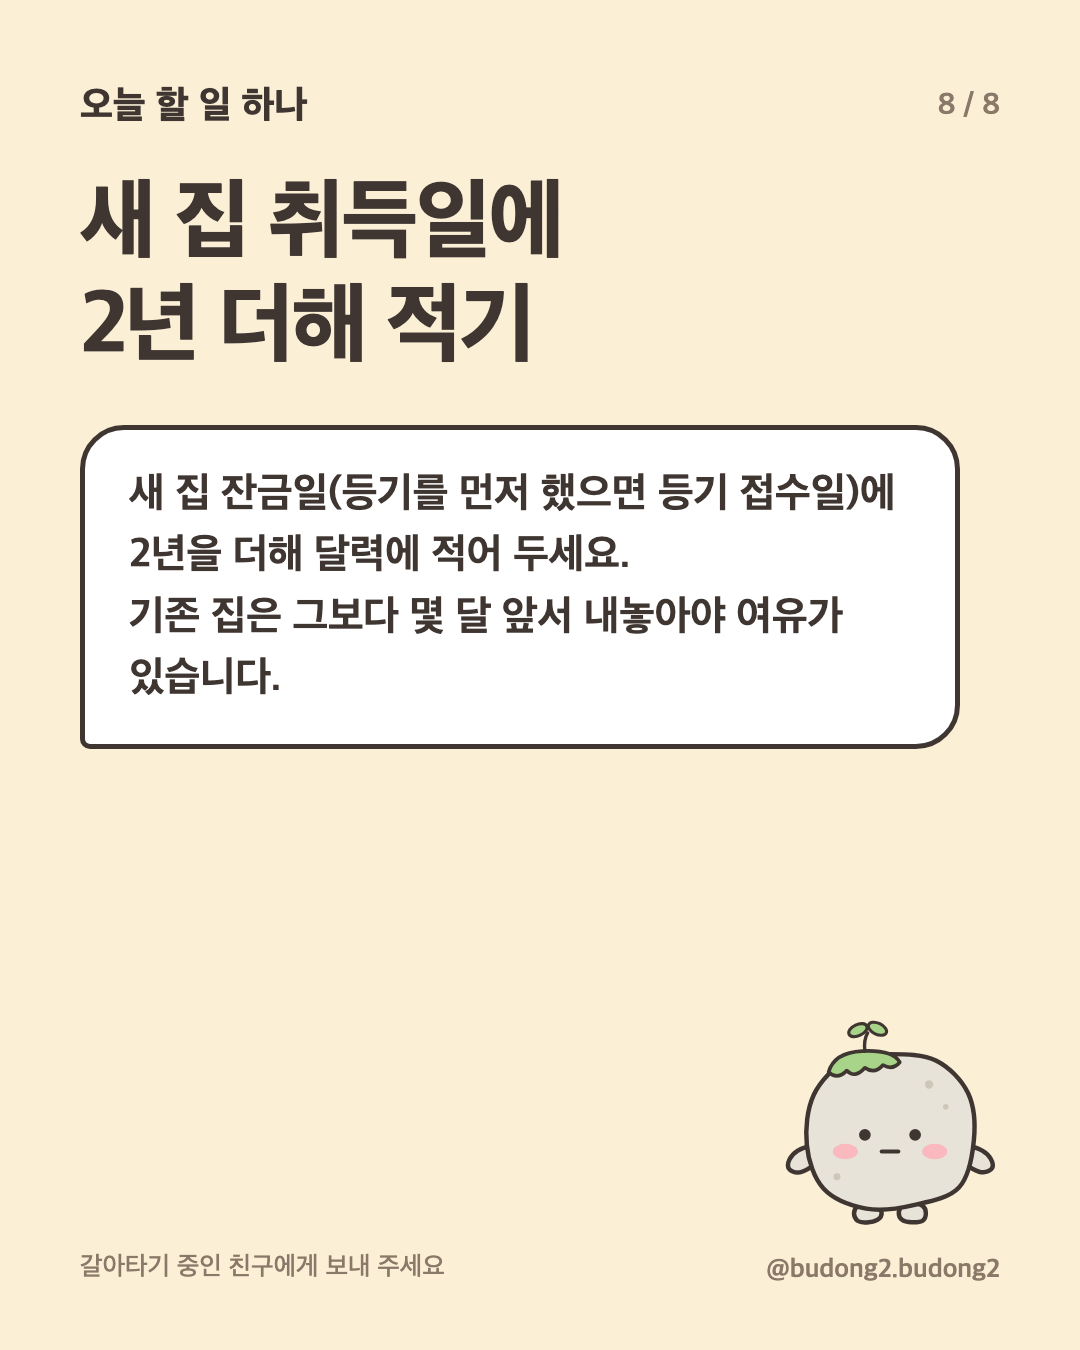 오늘 할 일 하나
8 / 8
새 집 취득일에
2년 더해 적기
새 집 잔금일(등기를 먼저 했으면 등기 접수일)에
2년을 더해 달력에 적어 두세요.
기존 집은 그보다 몇 달 앞서 내놓아야 여유가
있습니다.
갈아타기 중인 친구에게 보내 주세요
@budong2.budong2